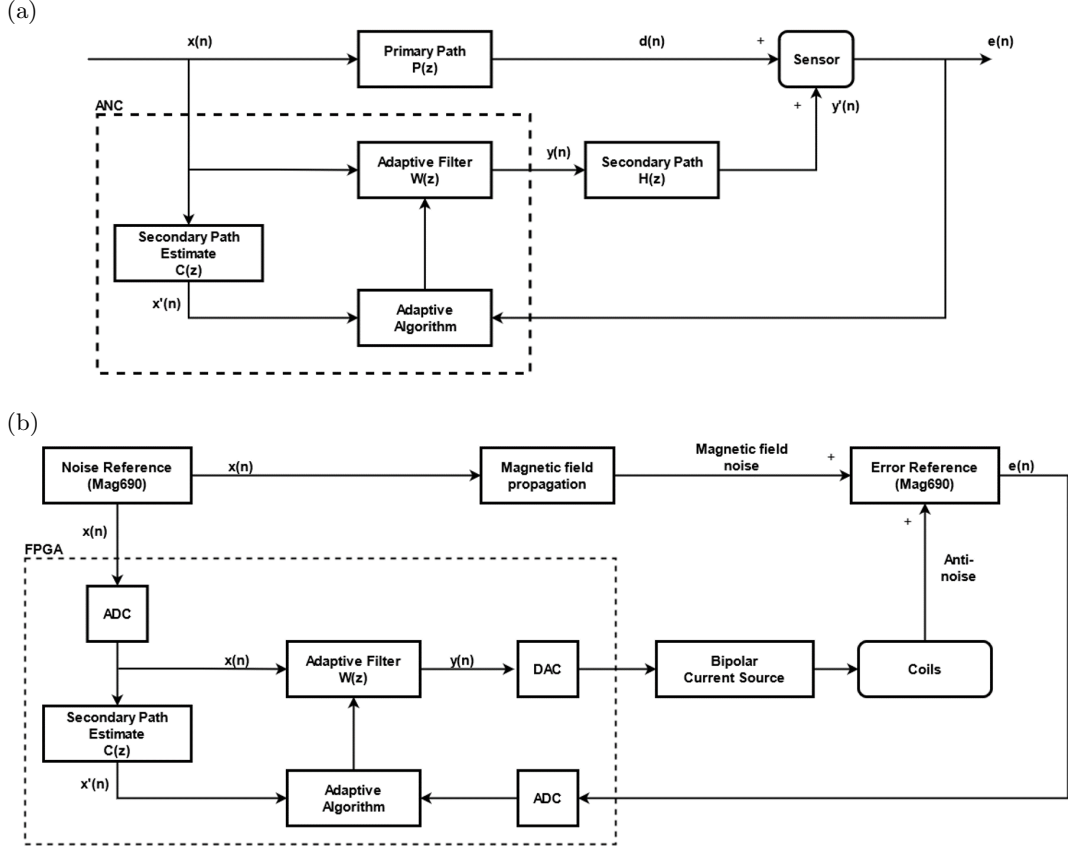 (a)
x(n)
Primary Path
P(z)
d(n)
+
Sensor
e(n)
ANC
+
y'(n)
Adaptive Filter
W(z)
y(n)
Secondary Path
H(z)
Secondary Path
Estimate
C(z)
x'(n)
Adaptive
Algorithm
(b)
Noise Reference
(Mag690)
x(n)
Magnetic field
propagation
Magnetic field
noise
+
Error Reference
(Mag690)
e(n)
x(n)
+
FPGA
ADC
Anti-
noise
x(n)
Adaptive Filter
W(z)
y(n)
DAC
Bipolar
Current Source
Coils
Secondary Path
Estimate
C(z)
x'(n)
Adaptive
Algorithm
ADC